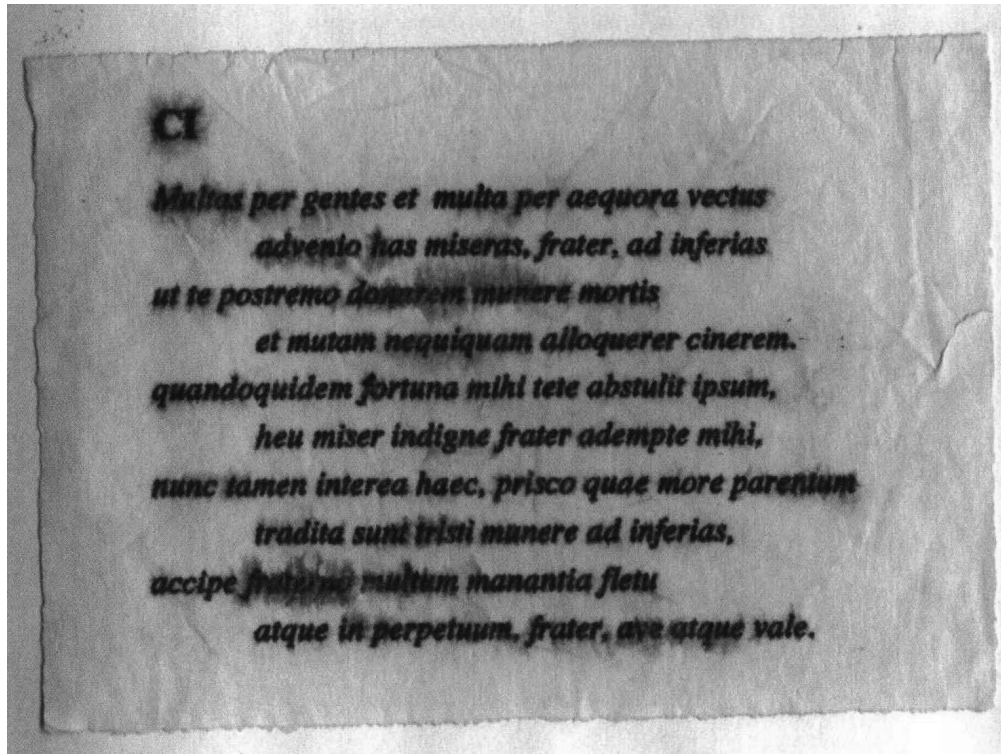 CI
Multas per gentes et multa per aequora vectus
advenio has miseras, frater, ad inferias
ut te postremo donarem munere mortis
et mutam nequiquam alloquerer cinerem.
quandoquidem fortuna mihi tete abstulit ipsum,
heu miser indigne frater adempte mihi,
nunc tamen interea haec, prisco quae more parentum
tradita sunt tristi munere ad inferias,
accipe fraterno multum manantia fletu
atque in perpetuum, frater, ave atque vale.